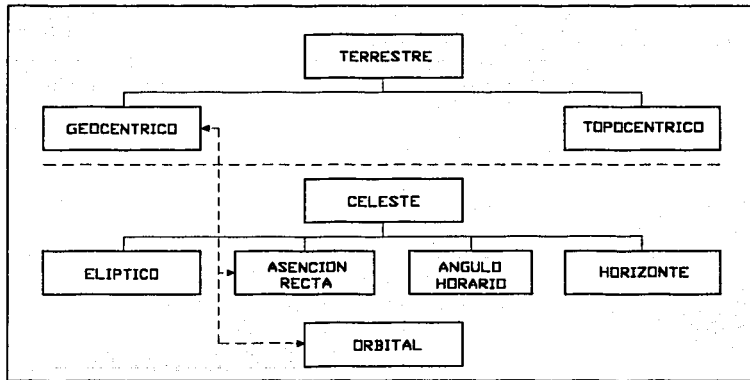 TERRESTRE
GEOCENTRICO
TOPOCENTRICO
CELESTE
ELIPTICO
ASENCION
RECTA
ANGULO
HORARIO
HORIZONTE
ORBITAL